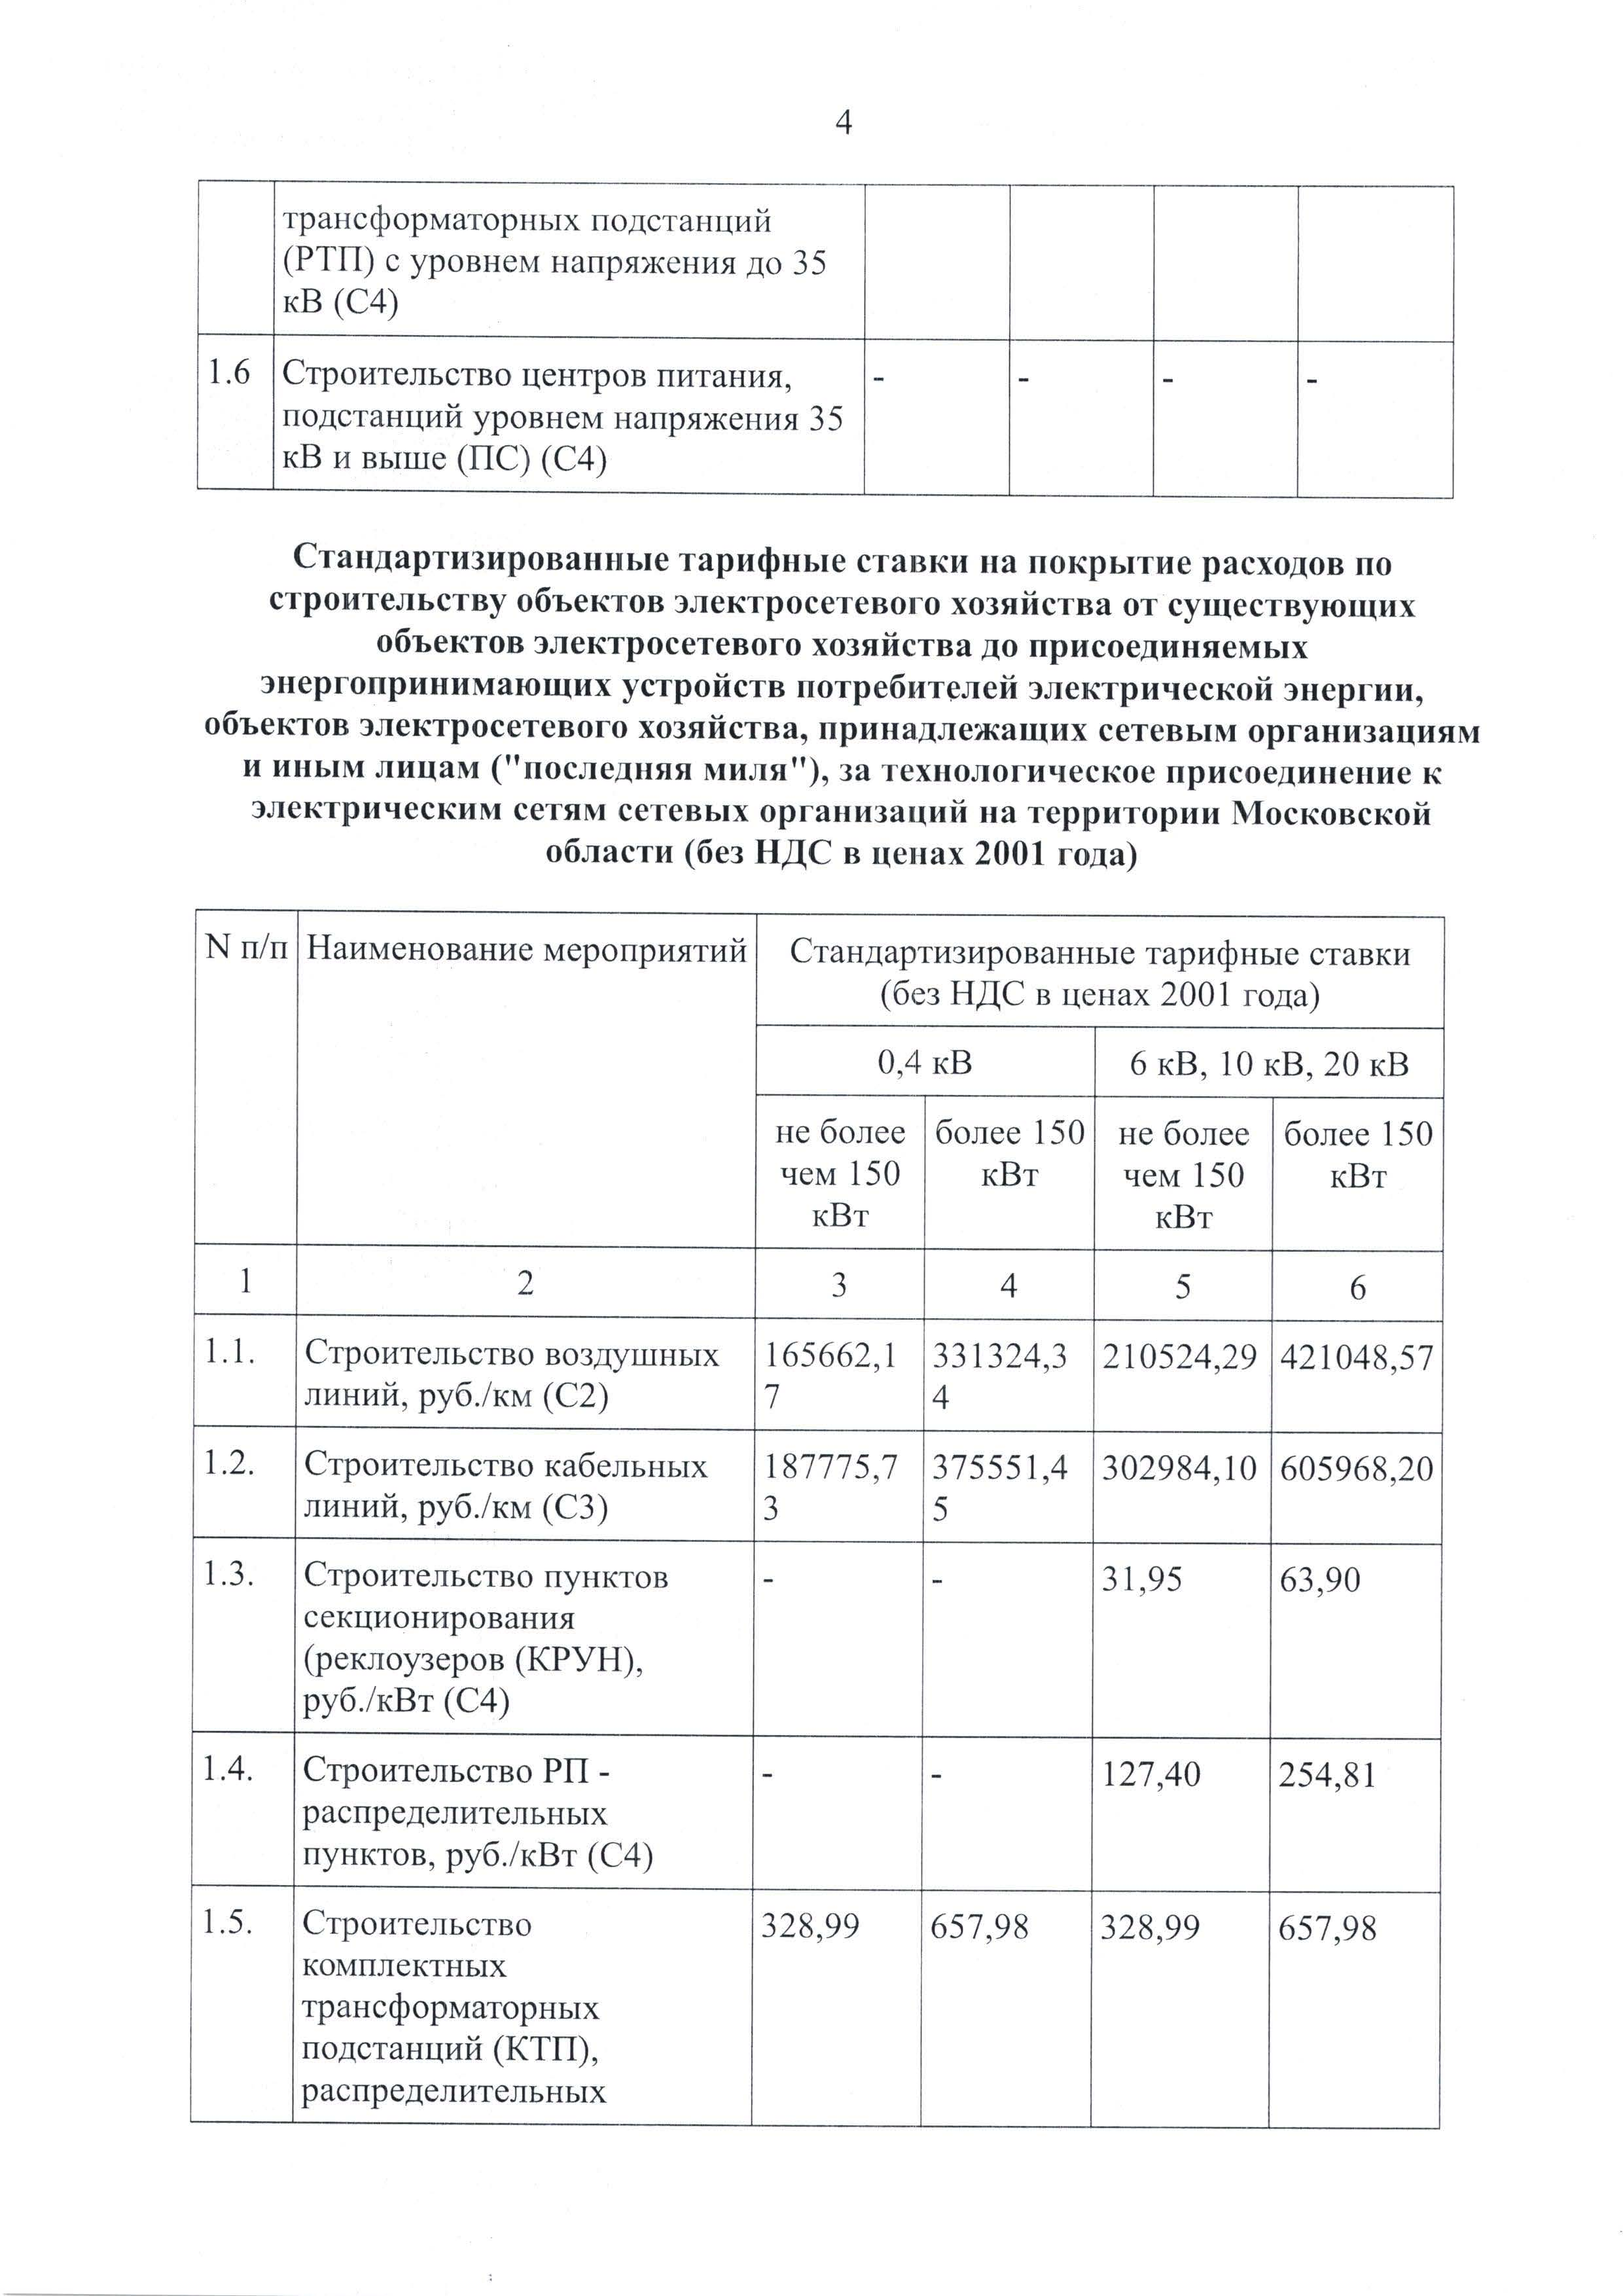 4
трансформаторных подстанций
(РТП) с уровнем напряжения до 35
кВ (С4)
1.6 Строительство центров питания, - - - -
подстанций уровнем напряжения 35
кВ и выше (ПС) (С4)
Стандартизированные тарифные ставки на покрытие расходов по
строительству объектов электросетевого хозяйства от существующих
объектов электросетевого хозяйства до присоединяемых
энергопринимающих устройств потребителей электрической энергии,
объектов электросетевого хозяйства, принадлежащих сетевым организациям
и иным лицам ("последняя миля"), за технологическое присоединение к
электрическим сетям сетевых организаций на территории Московской
области (без НДС в ценах 2001 года)
N п/п Наименование мероприятий Стандартизированные тарифные ставки
(без НДС в ценах 2001 года)
0,4 кВ 6 кВ, 10 кВ, 20 кВ
не более более 150 не более более 150
чем 150 кВт чем 150 кВт
кВт кВт
1 2 3 4 5 6
1.1. Строительство воздушных 165662,1 331324,3 210524,29 421048,57
линий, руб./км (С2) 7 4
1.2. Строительство кабельных 187775,7 375551,4 302984,10 605968,20
линий, руб./км (С3) 3 5
1.3. Строительство пунктов - - 31,95 63,90
секционирования
(реклоузеров (КРУН),
руб./кВт (С4)
1.4. Строительство РП - - - 127,40 254,81
распределительных
пунктов, руб./кВт (С4)
1.5. Строительство 328,99 657,98 328,99 657,98
комплектных
трансформаторных
подстанций (КТП),
распределительных